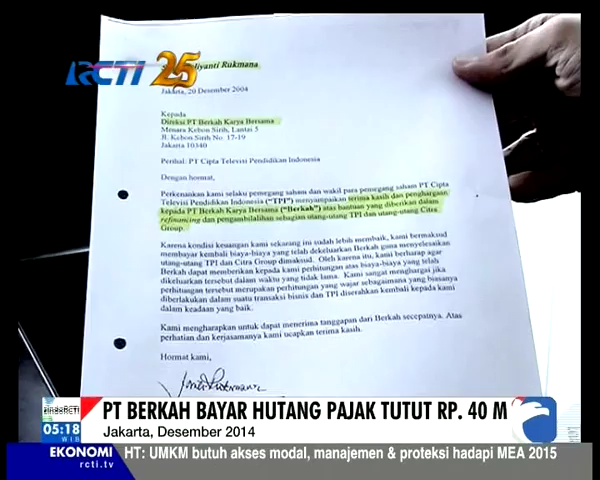 RCTI 25
Siti Hardiyanti Rukmana
Jakarta, 20 Desember 2004
Kepada
Direksi PT Berkah Karya Bersama
Menara Kebon Sirih, Lantai 5
Jl. Kebon Sirih No. 17-19
Jakarta 10340
Perihal: PT Cipta Televisi Pendidikan Indonesia
Dengan hormat,
Perkenankan kami selaku pemegang saham dan wakil para pemegang saham PT Cipta
Televisi Pendidikan Indonesia ("TPI") menyampaikan terima kasih dan penghargaan
kepada PT Berkah Karya Bersama ("Berkah") atas bantuan yang diberikan dalam
refinancing dan pengambilalihan sebagian utang-utang TPI dan utang-utang Citra
Group.
Karena kondisi keuangan kami sekarang ini sudah lebih membaik, kami bermaksud
membayar kembali biaya-biaya yang telah dekeluarkan Berkah guna menyelesaikan
utang-utang TPI dan Citra Group dimaksud. Oleh karena itu, kami berharap agar
Berkah dapat memberikan kepada kami perhitungan atas biaya-biaya yang telah
dikeluarkan tersebut dalam waktu yang tidak lama. Kami sangat menghargai jika
perhitungan tersebut merupakan perhitungan yang wajar sebagaimana yang biasanya
diberlakukan dalam suatu transaksi bisnis dan TPI diserahkan kembali kepada kami
dalam keadaan yang baik.
Kami mengharapkan untuk dapat menerima tanggapan dari Berkah secepatnya. Atas
perhatian dan kerjasamanya kami ucapkan terima kasih.
Hormat kami,
PT BERKAH BAYAR HUTANG PAJAK TUTUT RP. 40 M
Jakarta, Desember 2014
05:18
WIB
EKONOMI
rcti.tv
HT: UMKM butuh akses modal, manajemen & proteksi hadapi MEA 2015